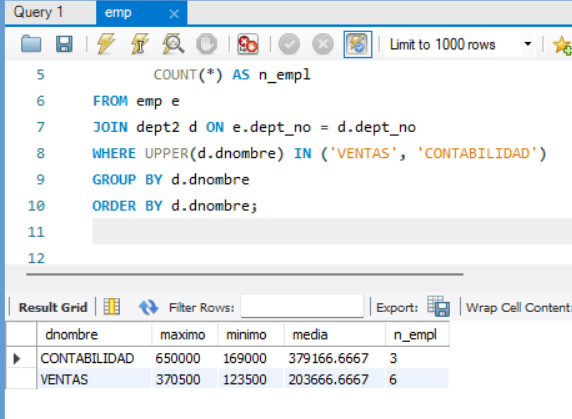 Query 1 emp
Limit to 1000 rows
5 COUNT(*) AS n_empl
6 FROM emp e
7 JOIN dept2 d ON e.dept_no = d.dept_no
8 WHERE UPPER(d.dnombre) IN ('VENTAS', 'CONTABILIDAD')
9 GROUP BY d.dnombre
10 ORDER BY d.dnombre;
11
12
Result Grid Filter Rows: Export: Wrap Cell Content:
dnombre maximo minimo media n_empl
CONTABILIDAD 650000 169000 379166.6667 3
VENTAS 370500 123500 203666.6667 6